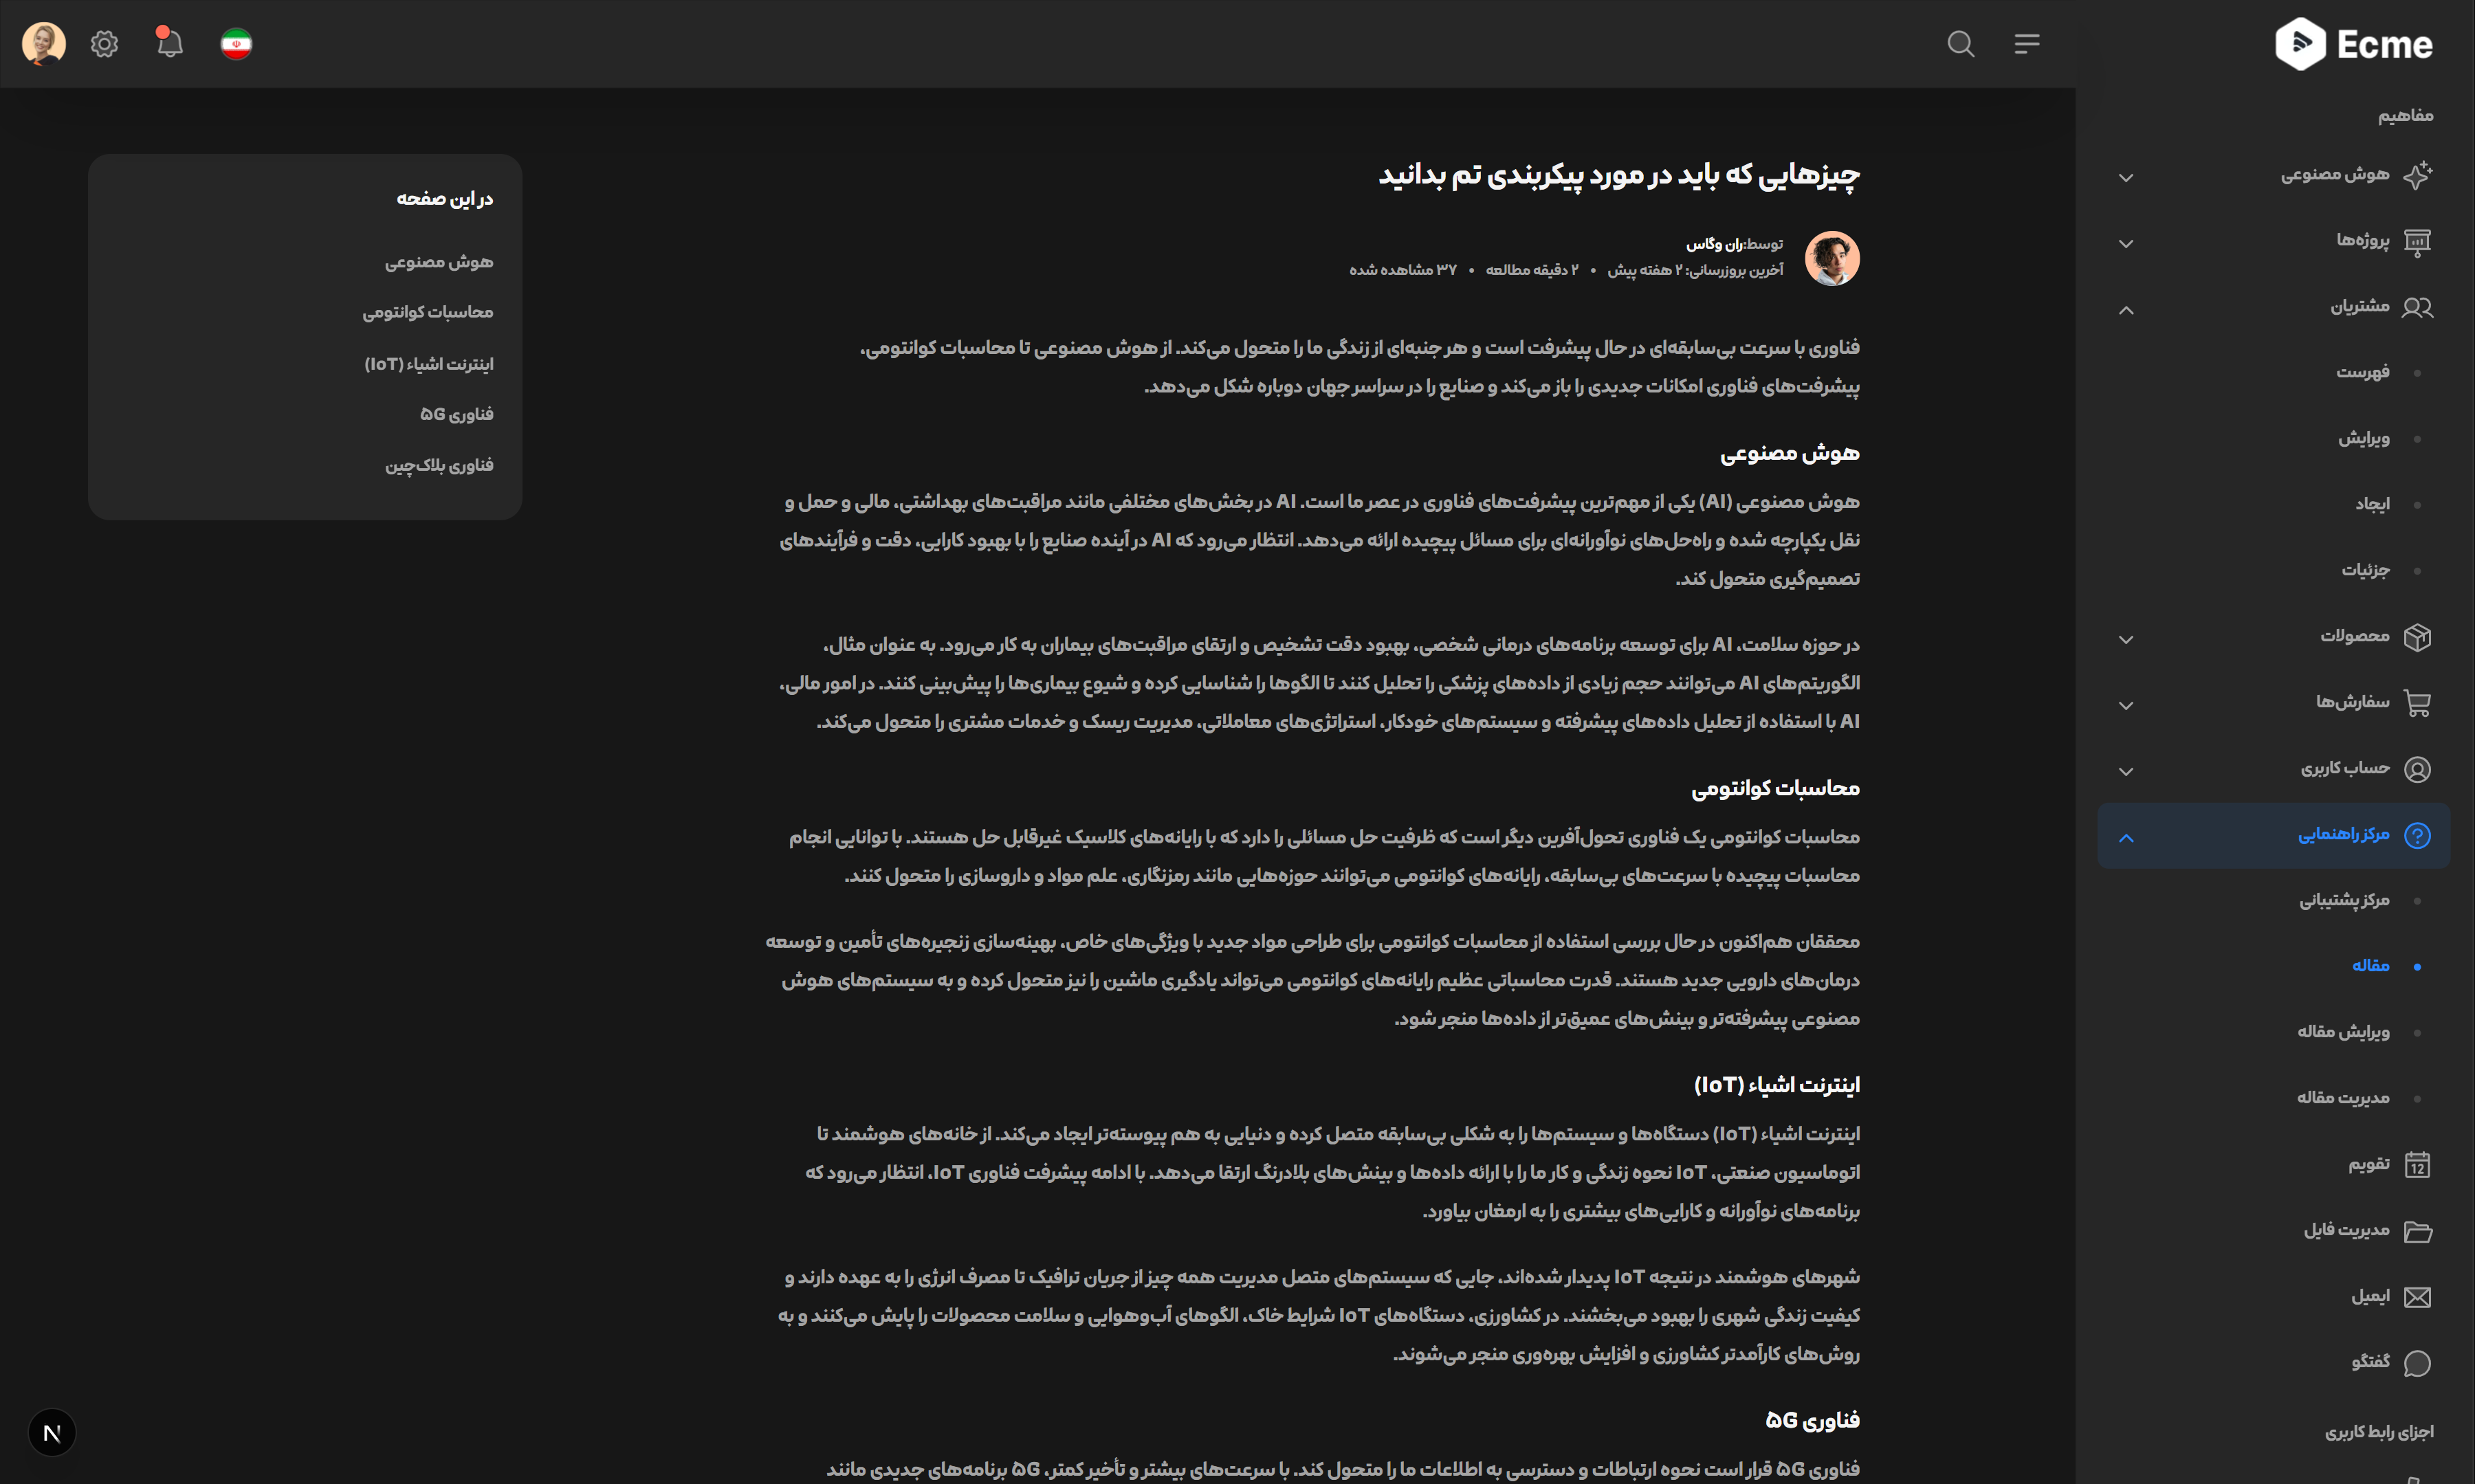 Ecme
مفاهیم
هوش مصنوعی
پروژه‌ها
مشتریان
فهرست
ویرایش
ایجاد
جزئیات
محصولات
سفارش‌ها
حساب کاربری
مرکز راهنمایی
مرکز پشتیبانی
مقاله
ویرایش مقاله
مدیریت مقاله
تقویم
12
مدیریت فایل
ایمیل
گفتگو
اجزای رابط کاربری
چیزهایی که باید در مورد پیکربندی تم بدانید
توسط:ران وگاس
آخرین بروزرسانی: ۲ هفته پیش • ۲ دقیقه مطالعه • ۳۷ مشاهده شده
فناوری با سرعت بی‌سابقه‌ای در حال پیشرفت است و هر جنبه‌ای از زندگی ما را متحول می‌کند. از هوش مصنوعی تا محاسبات کوانتومی،
پیشرفت‌های فناوری امکانات جدیدی را باز می‌کند و صنایع را در سراسر جهان دوباره شکل می‌دهد.
هوش مصنوعی
هوش مصنوعی (AI) یکی از مهم‌ترین پیشرفت‌های فناوری در عصر ما است. AI در بخش‌های مختلفی مانند مراقبت‌های بهداشتی، مالی و حمل و
نقل یکپارچه شده و راه‌حل‌های نوآورانه‌ای برای مسائل پیچیده ارائه می‌دهد. انتظار می‌رود که AI در آینده صنایع را با بهبود کارایی، دقت و فرآیندهای
تصمیم‌گیری متحول کند.
در حوزه سلامت، AI برای توسعه برنامه‌های درمانی شخصی، بهبود دقت تشخیص و ارتقای مراقبت‌های بیماران به کار می‌رود. به عنوان مثال،
الگوریتم‌های AI می‌توانند حجم زیادی از داده‌های پزشکی را تحلیل کنند تا الگوها را شناسایی کرده و شیوع بیماری‌ها را پیش‌بینی کنند. در امور مالی،
AI با استفاده از تحلیل داده‌های پیشرفته و سیستم‌های خودکار، استراتژی‌های معاملاتی، مدیریت ریسک و خدمات مشتری را متحول می‌کند.
محاسبات کوانتومی
محاسبات کوانتومی یک فناوری تحول‌آفرین دیگر است که ظرفیت حل مسائلی را دارد که با رایانه‌های کلاسیک غیرقابل حل هستند. با توانایی انجام
محاسبات پیچیده با سرعت‌های بی‌سابقه، رایانه‌های کوانتومی می‌توانند حوزه‌هایی مانند رمزنگاری، علم مواد و داروسازی را متحول کنند.
محققان هم‌اکنون در حال بررسی استفاده از محاسبات کوانتومی برای طراحی مواد جدید با ویژگی‌های خاص، بهینه‌سازی زنجیره‌های تأمین و توسعه
درمان‌های دارویی جدید هستند. قدرت محاسباتی عظیم رایانه‌های کوانتومی می‌تواند یادگیری ماشین را نیز متحول کرده و به سیستم‌های هوش
مصنوعی پیشرفته‌تر و بینش‌های عمیق‌تر از داده‌ها منجر شود.
اینترنت اشیاء (IoT)
اینترنت اشیاء (IoT) دستگاه‌ها و سیستم‌ها را به شکلی بی‌سابقه متصل کرده و دنیایی به هم پیوسته‌تر ایجاد می‌کند. از خانه‌های هوشمند تا
اتوماسیون صنعتی، IoT نحوه زندگی و کار ما را با ارائه داده‌ها و بینش‌های بلادرنگ ارتقا می‌دهد. با ادامه پیشرفت فناوری IoT، انتظار می‌رود که
برنامه‌های نوآورانه و کارایی‌های بیشتری را به ارمغان بیاورد.
شهرهای هوشمند در نتیجه IoT پدیدار شده‌اند، جایی که سیستم‌های متصل مدیریت همه چیز از جریان ترافیک تا مصرف انرژی را به عهده دارند و
کیفیت زندگی شهری را بهبود می‌بخشند. در کشاورزی، دستگاه‌های IoT شرایط خاک، الگوهای آب‌وهوایی و سلامت محصولات را پایش می‌کنند و به
روش‌های کارآمدتر کشاورزی و افزایش بهره‌وری منجر می‌شوند.
فناوری ۵G
فناوری ۵G قرار است نحوه ارتباطات و دسترسی به اطلاعات ما را متحول کند. با سرعت‌های بیشتر و تأخیر کمتر، ۵G برنامه‌های جدیدی مانند
در این صفحه
هوش مصنوعی
محاسبات کوانتومی
اینترنت اشیاء (IoT)
فناوری ۵G
فناوری بلاک‌چین
N